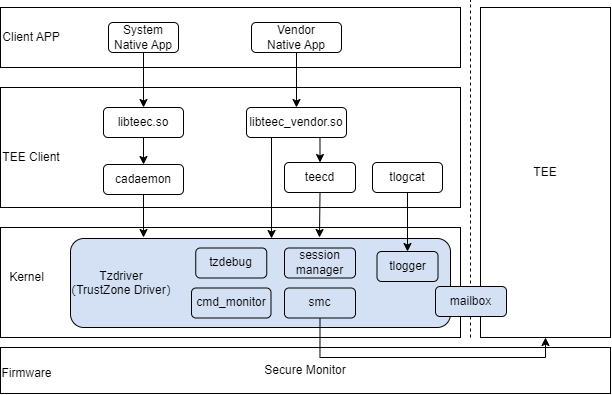 Client APP
System
Native App
Vendor
Native App
TEE Client
libteec.so
libteec_vendor.so
cadaemon
teecd
tlogcat
TEE
Kernel
Tzdriver
(TrustZone Driver)
tzdebug
session
manager
tlogger
cmd_monitor
smc
mailbox
Firmware
Secure Monitor